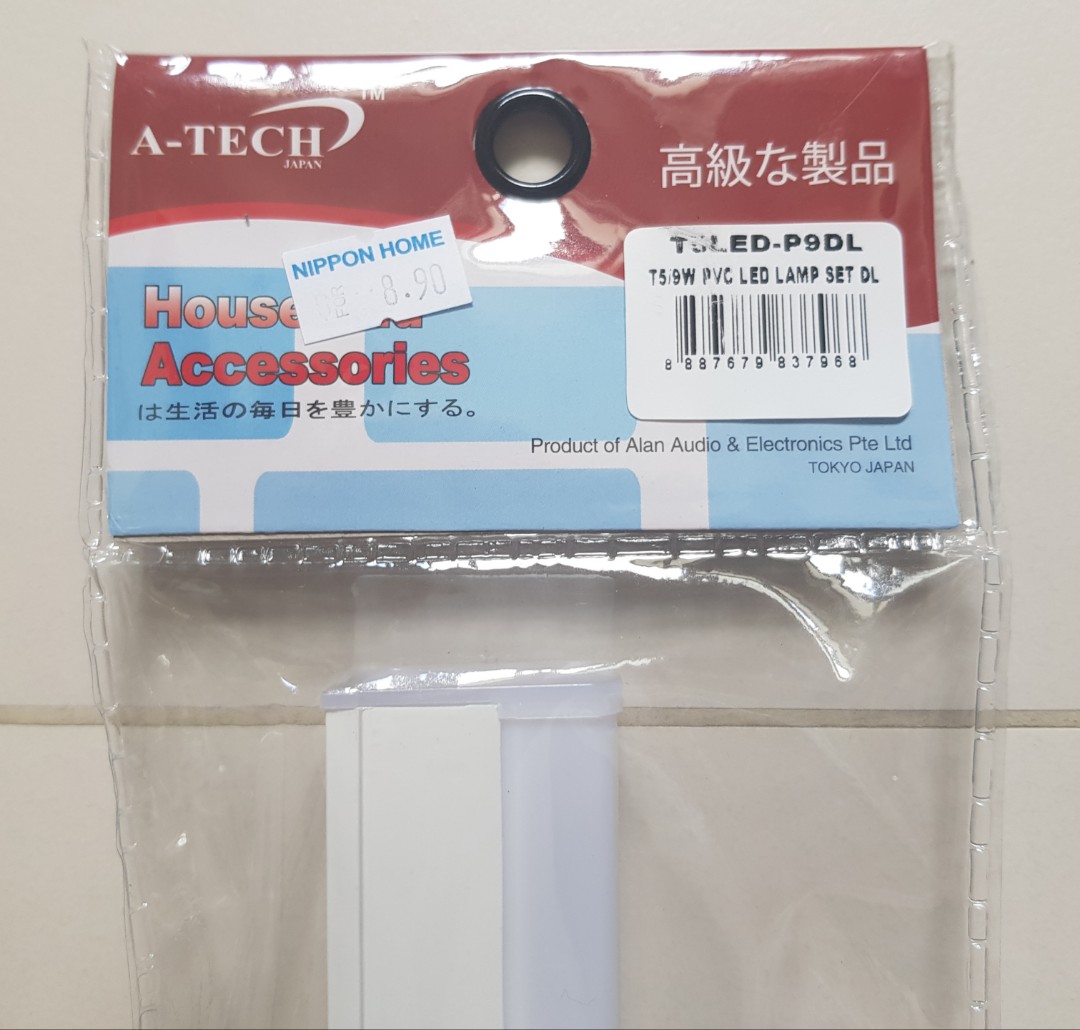 A-TECH
TM
JAPAN
高級な製品
NIPPON HOME
8.90
Accessories
は生活の毎日を豊かにする。
T5LED-P9DL
T5/9W PVC LED LAMP SET DL
8 887679 837968
Product of Alan Audio & Electronics Pte Ltd
TOKYO JAPAN